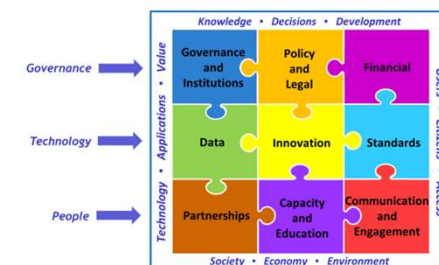 Knowledge • Decisions • Development
Governance
Technology
People
Technology • Applications • Value
Governance
and
Institutions
Policy
and
Legal
Financial
Data
Innovation
Standards
Partnerships
Capacity
and
Education
Communication
and
Engagement
Society • Economy • Environment